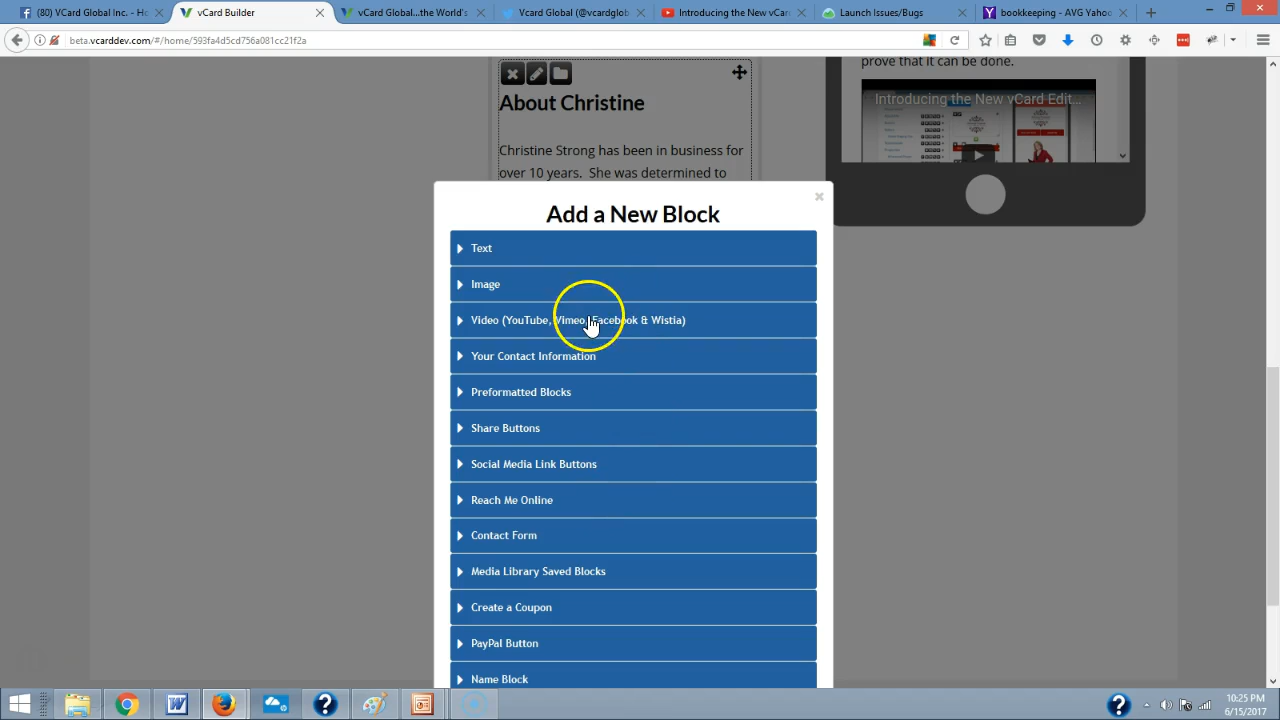 (80) VCard Global Inc. - Ho
vCard Builder
vCard Global...the World's
Vcard Global (@vcardglob
Introducing the New vCar
Launch Issues/Bugs
bookkeeping - AVG Yahoo
beta.vcarddev.com/#/home/593fa4d5cd756a081cc21f2a
prove that it can be done.
Introducing the New vCard Edit...
About Christine
Christine Strong has been in business for
over 10 years. She was determined to
Add a New Block
Text
Image
Video (YouTube, Vimeo, Facebook & Wistia)
Your Contact Information
Preformatted Blocks
Share Buttons
Social Media Link Buttons
Reach Me Online
Contact Form
Media Library Saved Blocks
Create a Coupon
PayPal Button
Name Block
10:25 PM
6/15/2017